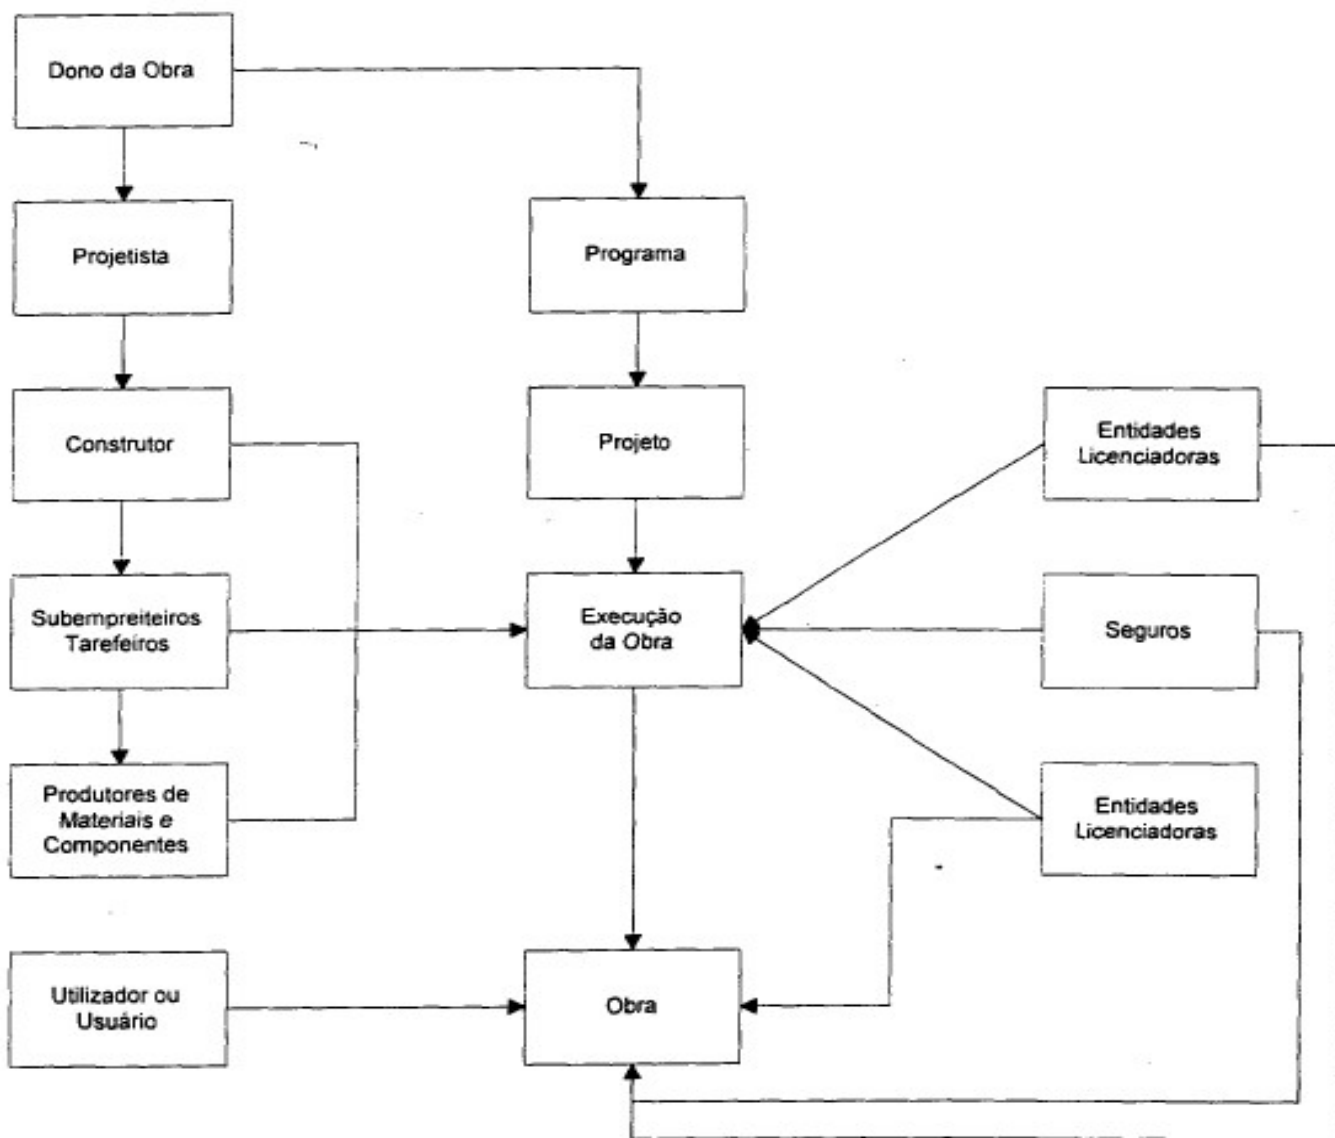 Dono da Obra
Projetista
Programa
Construtor
Projeto
Entidades
Licenciadoras
Subempreiteiros
Tarefeiros
Execução
da Obra
Seguros
Produtores de
Materiais e
Componentes
Entidades
Licenciadoras
Utilizador ou
Usuário
Obra